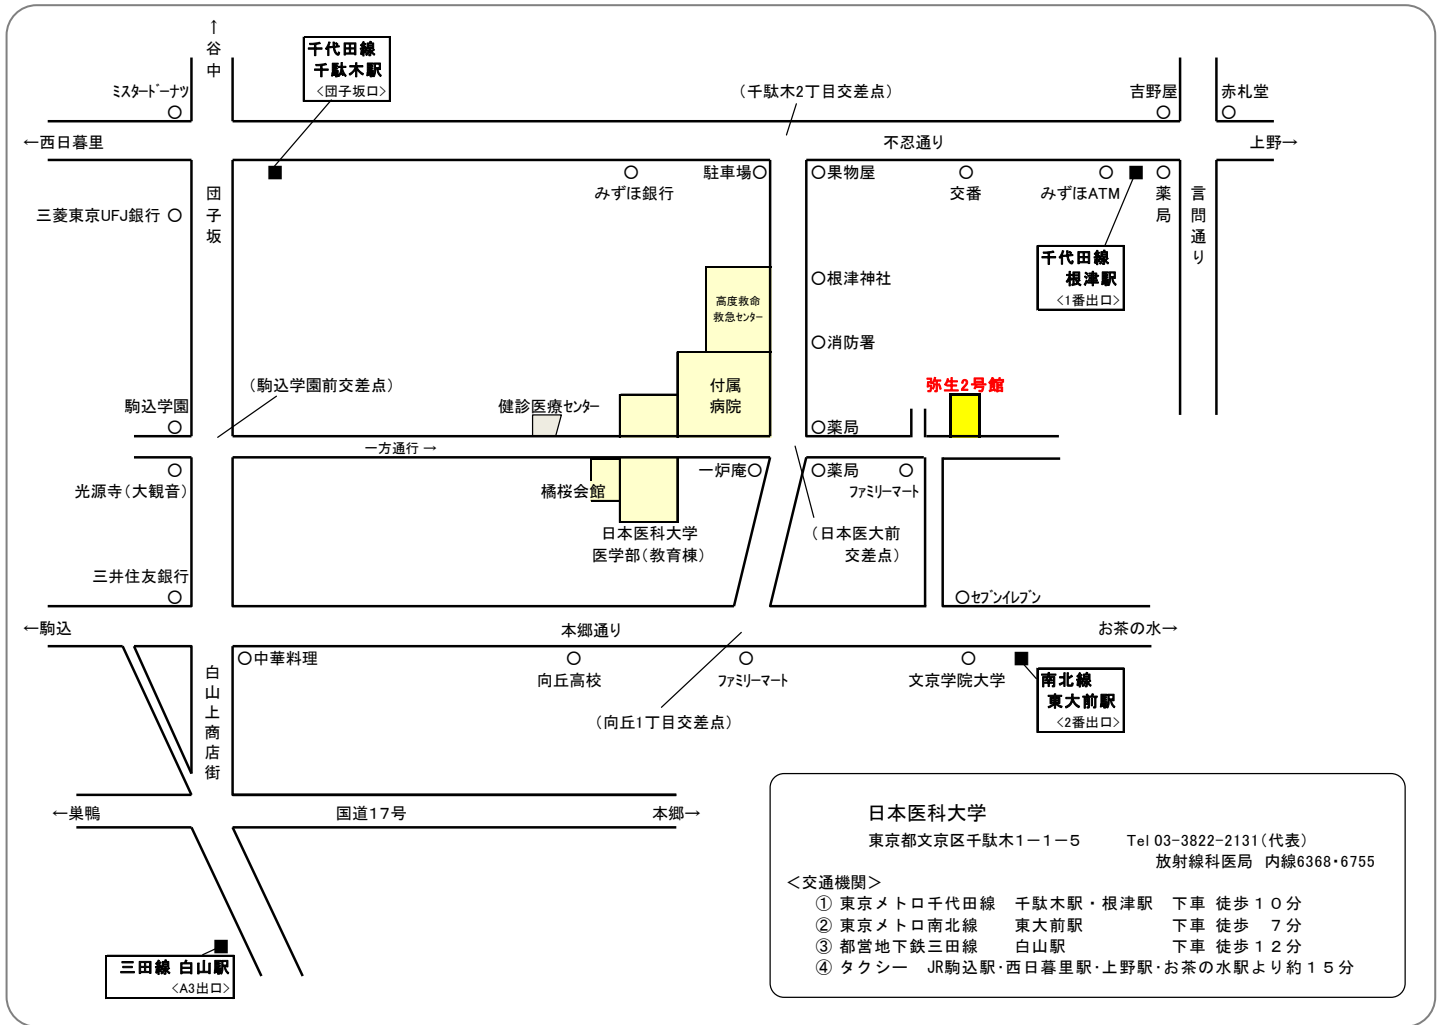 ↑
谷中
千代田線
千駄木駅
<団子坂口>
ミスタードーナツ
(千駄木2丁目交差点)
吉野屋
赤札堂
←西日暮里
不忍通り
上野→
団子坂
みずほ銀行
駐車場
果物屋
交番
みずほATM
薬局
言問通り
三菱東京UFJ銀行
千代田線
根津駅
<1番出口>
根津神社
高度救命
救急センター
消防署
(駒込学園前交差点)
付属
病院
弥生2号館
駒込学園
健診医療センター
薬局
一方通行→
光源寺(大観音)
橘桜会館
一炉庵
薬局
ファミリーマート
日本医科大学
医学部(教育棟)
(日本医大前
交差点)
三井住友銀行
セブンイレブン
←駒込
本郷通り
お茶の水→
中華料理
向丘高校
ファミリーマート
文京学院大学
南北線
東大前駅
<2番出口>
白山上商店街
(向丘1丁目交差点)
←巣鴨
国道17号
本郷→
三田線 白山駅
<A3出口>
日本医科大学
東京都文京区千駄木1-1-5 Tel 03-3822-2131(代表)
放射線科医局 内線6368・6755
<交通機関>
① 東京メトロ千代田線 千駄木駅・根津駅 下車 徒歩10分
② 東京メトロ南北線 東大前駅 下車 徒歩 7分
③ 都営地下鉄三田線 白山駅 下車 徒歩12分
④ タクシー JR駒込駅・西日暮里駅・上野駅・お茶の水駅より約15分